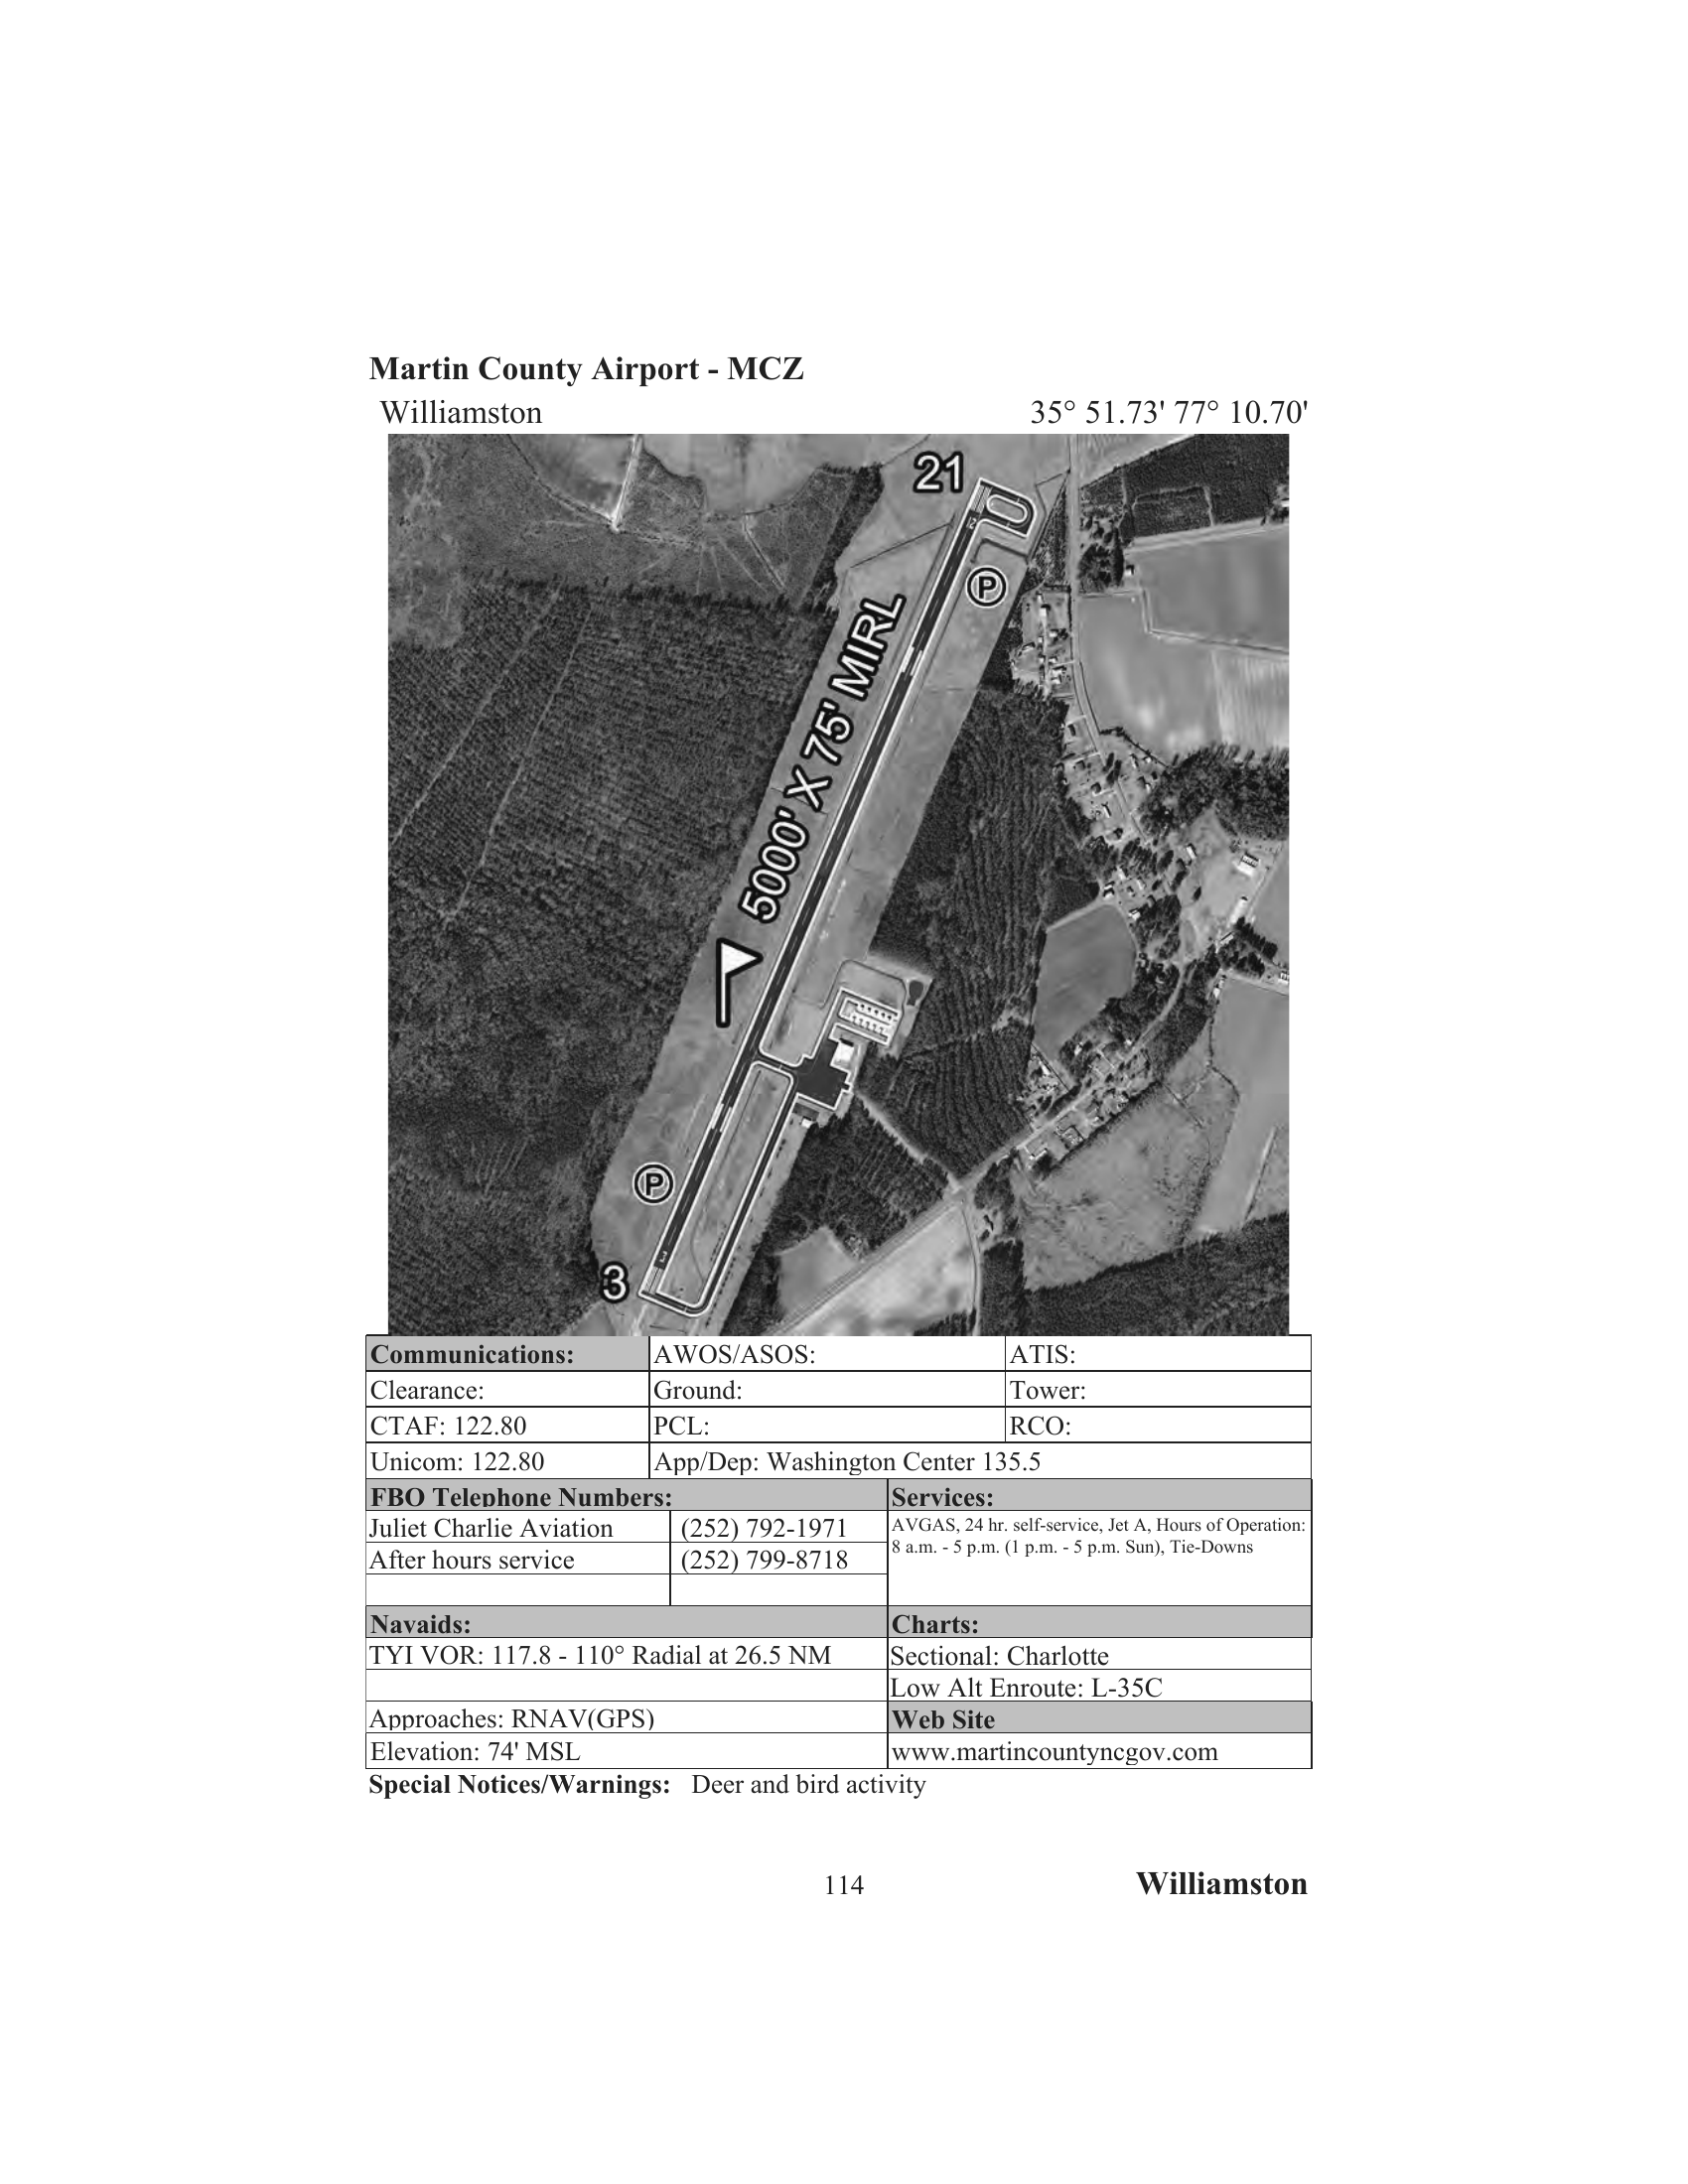 Martin County Airport - MCZ
Williamston 35° 51.73' 77° 10.70'
21
P
5000' X 75' MIRL
P
3
Communications: AWOS/ASOS: ATIS:
Clearance: Ground: Tower:
CTAF: 122.80 PCL: RCO:
Unicom: 122.80 App/Dep: Washington Center 135.5
FBO Telephone Numbers: Services:
Juliet Charlie Aviation (252) 792-1971 AVGAS, 24 hr. self-service, Jet A, Hours of Operation:
8 a.m. - 5 p.m. (1 p.m. - 5 p.m. Sun), Tie-Downs
After hours service (252) 799-8718
Navaids: Charts:
TYI VOR: 117.8 - 110° Radial at 26.5 NM Sectional: Charlotte
Low Alt Enroute: L-35C
Approaches: RNAV(GPS) Web Site
Elevation: 74' MSL www.martincountyncgov.com
Special Notices/Warnings: Deer and bird activity
114 Williamston